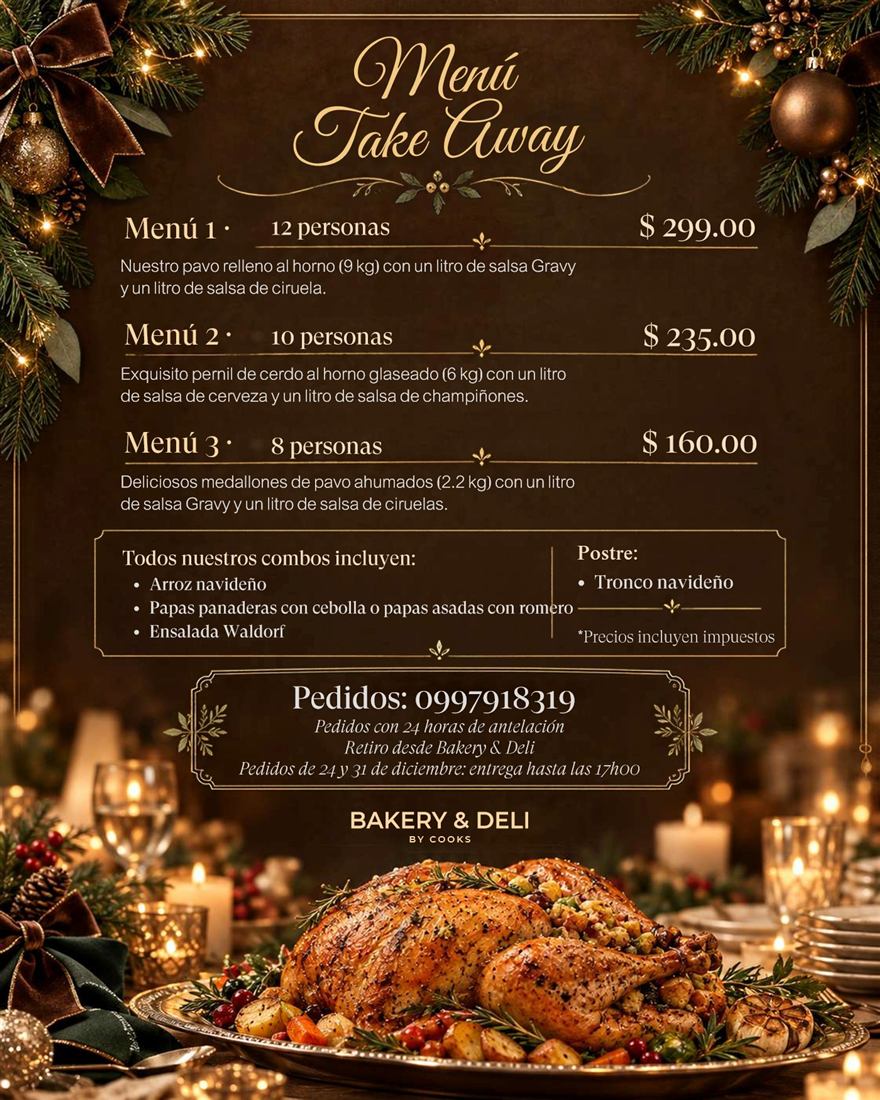 Menú
Take Away
Menú 1 · 12 personas $ 299.00
Nuestro pavo relleno al horno (9 kg) con un litro de salsa Gravy
y un litro de salsa de ciruela.
Menú 2 · 10 personas $ 235.00
Exquisito pernil de cerdo al horno glaseado (6 kg) con un litro
de salsa de cerveza y un litro de salsa de champiñones.
Menú 3 · 8 personas $ 160.00
Deliciosos medallones de pavo ahumados (2.2 kg) con un litro
de salsa Gravy y un litro de salsa de ciruelas.
Todos nuestros combos incluyen:
• Arroz navideño
• Papas panaderas con cebolla o papas asadas con romero
• Ensalada Waldorf
Postre:
• Tronco navideño
*Precios incluyen impuestos
Pedidos: 0997918319
Pedidos con 24 horas de antelación
Retiro desde Bakery & Deli
Pedidos de 24 y 31 de diciembre: entrega hasta las 17h00
BAKERY & DELI
BY COOKS